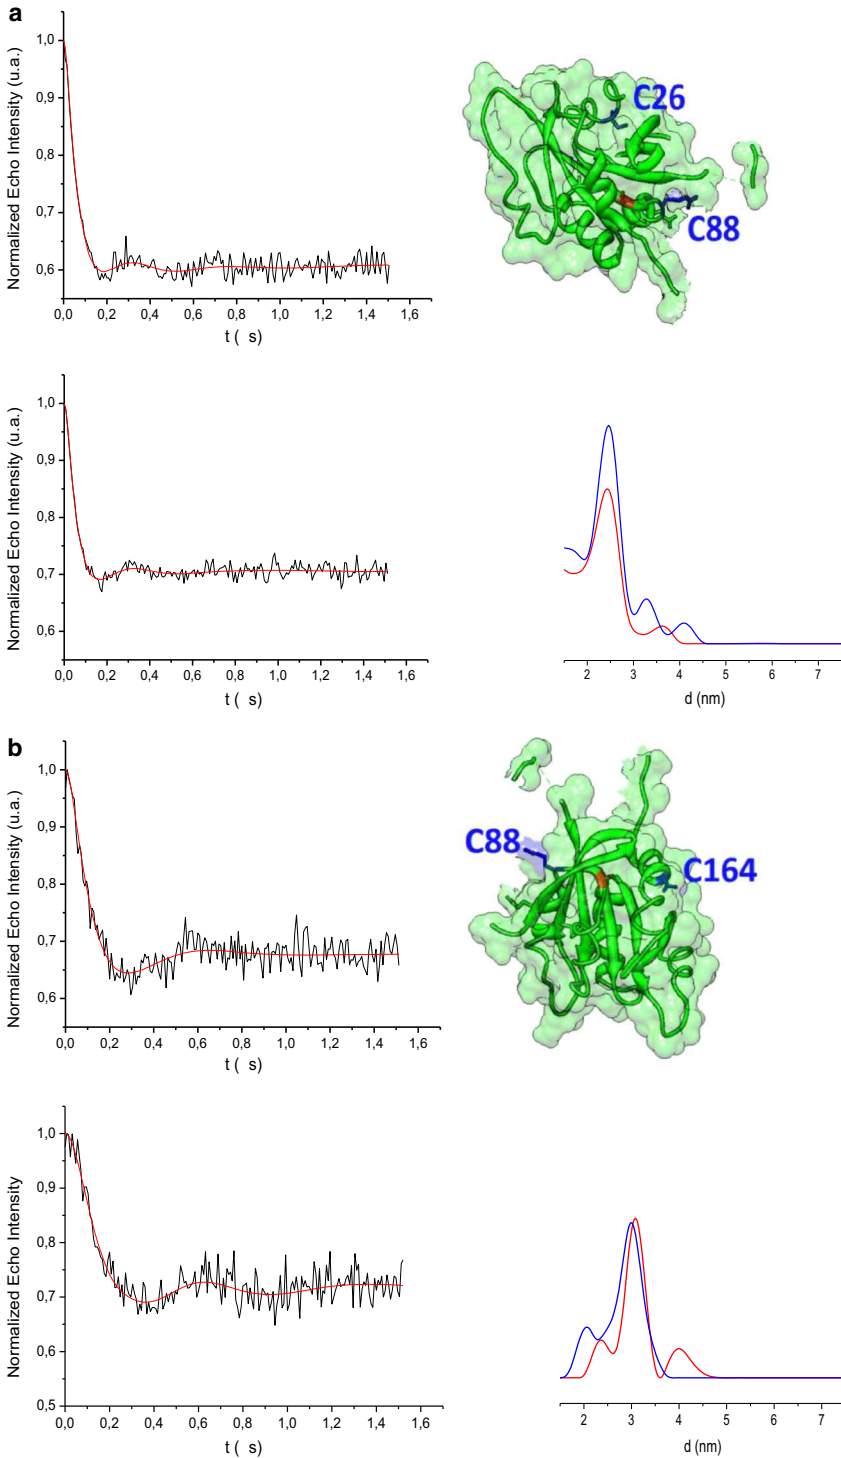 a
Normalized Echo Intensity (u.a.)
1,0
0,9
0,8
0,7
0,6
0,0 0,2 0,4 0,6 0,8 1,0 1,2 1,4 1,6
t ( s)
C26
C88
Normalized Echo Intensity (u.a.)
1,0
0,9
0,8
0,7
0,6
0,0 0,2 0,4 0,6 0,8 1,0 1,2 1,4 1,6
t ( s)
2 3 4 5 6 7
d (nm)
b
Normalized Echo Intensity (u.a.)
1,0
0,9
0,8
0,7
0,6
0,0 0,2 0,4 0,6 0,8 1,0 1,2 1,4 1,6
t ( s)
C88
C164
Normalized Echo Intensity
1,0
0,9
0,8
0,7
0,6
0,5
0,0 0,2 0,4 0,6 0,8 1,0 1,2 1,4 1,6
t ( s)
2 3 4 5 6 7
d (nm)